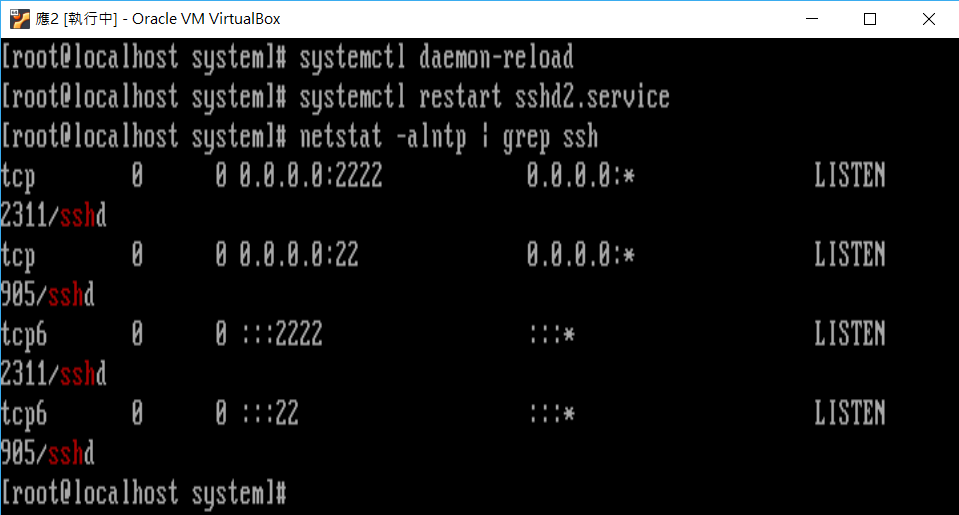 應2 [執行中] - Oracle VM VirtualBox
[root@localhost system]# systemctl daemon-reload
[root@localhost system]# systemctl restart sshd2.service
[root@localhost system]# netstat -alntp | grep ssh
tcp        0      0 0.0.0.0:2222            0.0.0.0:*               LISTEN
2311/sshd
tcp        0      0 0.0.0.0:22              0.0.0.0:*               LISTEN
905/sshd
tcp6       0      0 :::2222                 :::*                    LISTEN
2311/sshd
tcp6       0      0 :::22                   :::*                    LISTEN
905/sshd
[root@localhost system]#